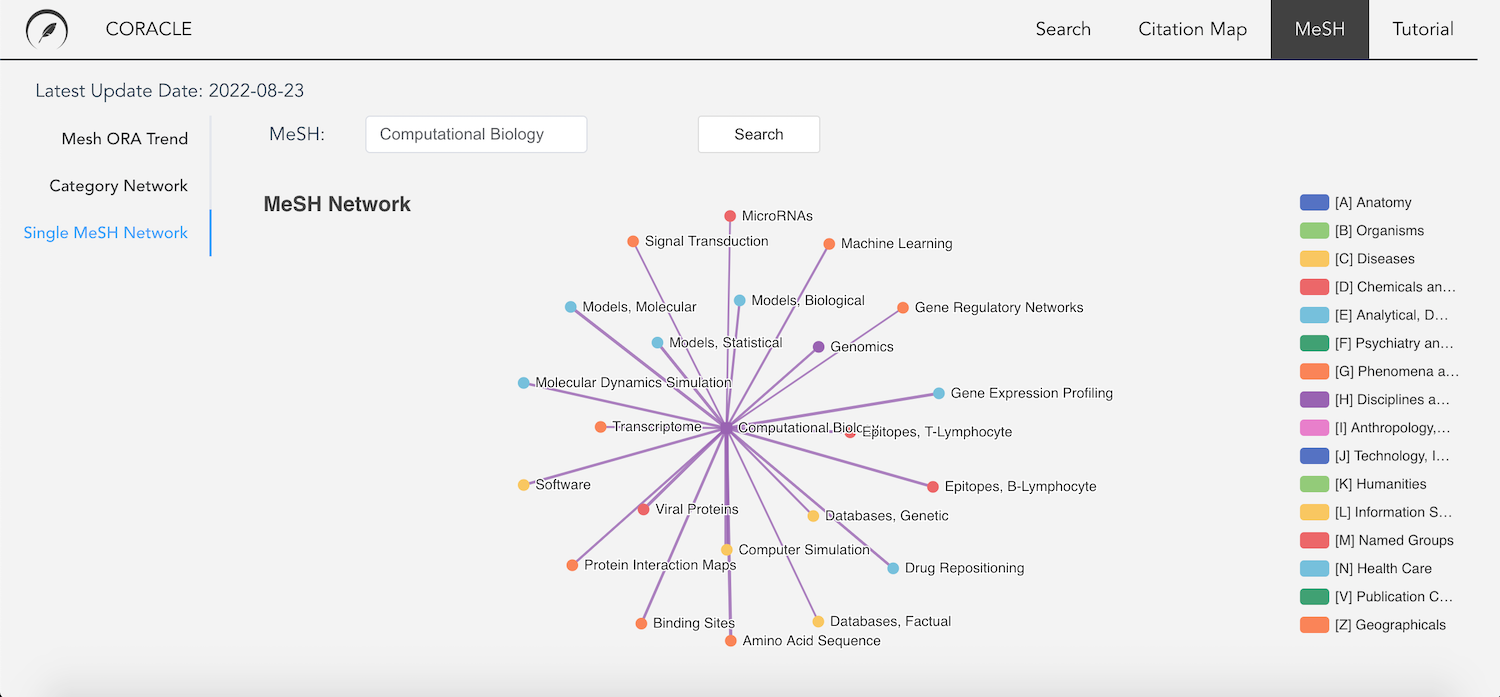 CORACLE
Search
Citation Map
MeSH
Tutorial
Latest Update Date: 2022-08-23
Mesh ORA Trend
Category Network
Single MeSH Network
MeSH:
Computational Biology
Search
MeSH Network
MicroRNAs
Signal Transduction
Machine Learning
Models, Biological
Models, Molecular
Gene Regulatory Networks
Models, Statistical
Genomics
Molecular Dynamics Simulation
Gene Expression Profiling
Transcriptome
Computational Biology
Epitopes, T-Lymphocyte
Software
Epitopes, B-Lymphocyte
Viral Proteins
Databases, Genetic
Computer Simulation
Protein Interaction Maps
Drug Repositioning
Binding Sites
Databases, Factual
Amino Acid Sequence
[A] Anatomy
[B] Organisms
[C] Diseases
[D] Chemicals an...
[E] Analytical, D...
[F] Psychiatry an...
[G] Phenomena a...
[H] Disciplines a...
[I] Anthropology,...
[J] Technology, I...
[K] Humanities
[L] Information S...
[M] Named Groups
[N] Health Care
[V] Publication C...
[Z] Geographicals